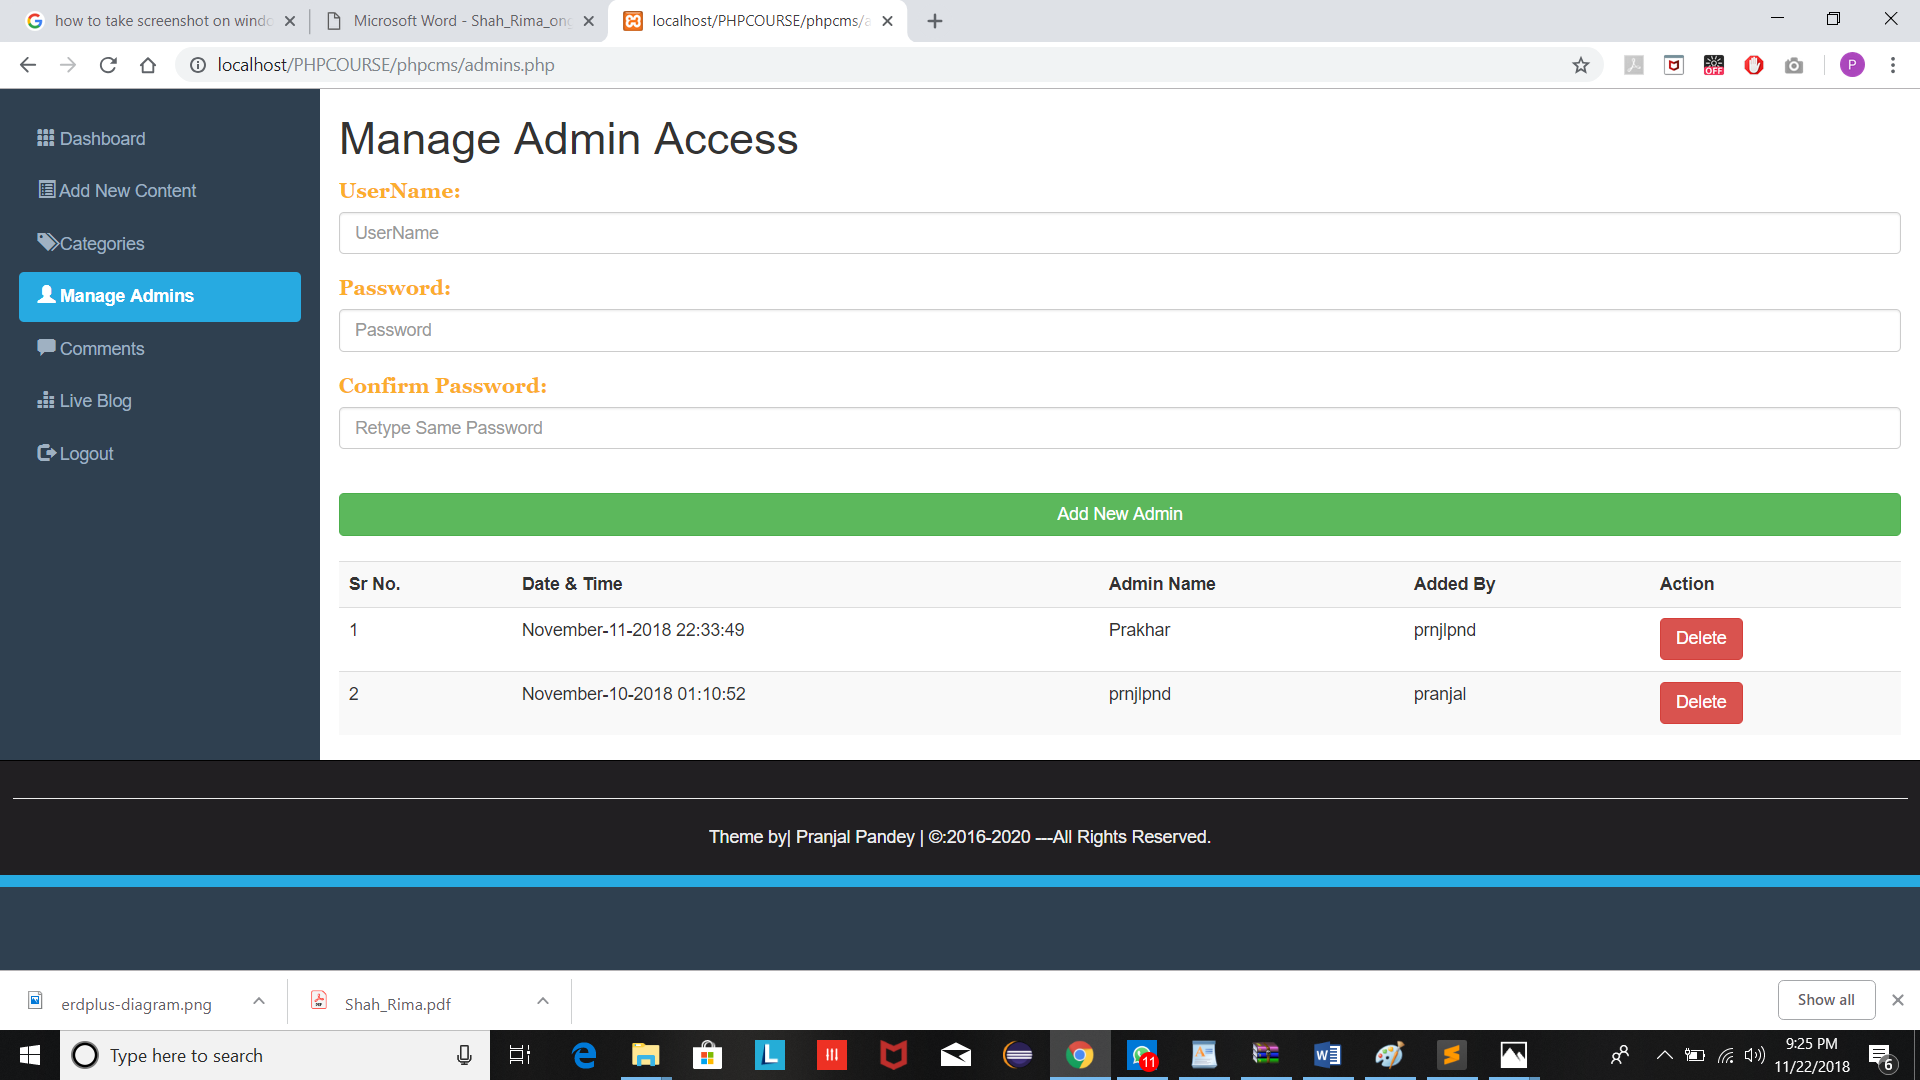 how to take screenshot on windo
Microsoft Word - Shah_Rima_on
localhost/PHPCOURSE/phpcms/a
localhost/PHPCOURSE/phpcms/admins.php
OFF
P
Dashboard
Add New Content
Categories
Manage Admins
Comments
Live Blog
Logout
Manage Admin Access
UserName:
UserName
Password:
Password
Confirm Password:
Retype Same Password
Add New Admin
Sr No. Date & Time Admin Name Added By Action
1 November-11-2018 22:33:49 Prakhar prnjlpnd Delete
2 November-10-2018 01:10:52 prnjlpnd pranjal Delete
Theme by| Pranjal Pandey | ©:2016-2020 ---All Rights Reserved.
erdplus-diagram.png
Shah_Rima.pdf
Show all
Type here to search
L
11
9:25 PM
11/22/2018
6